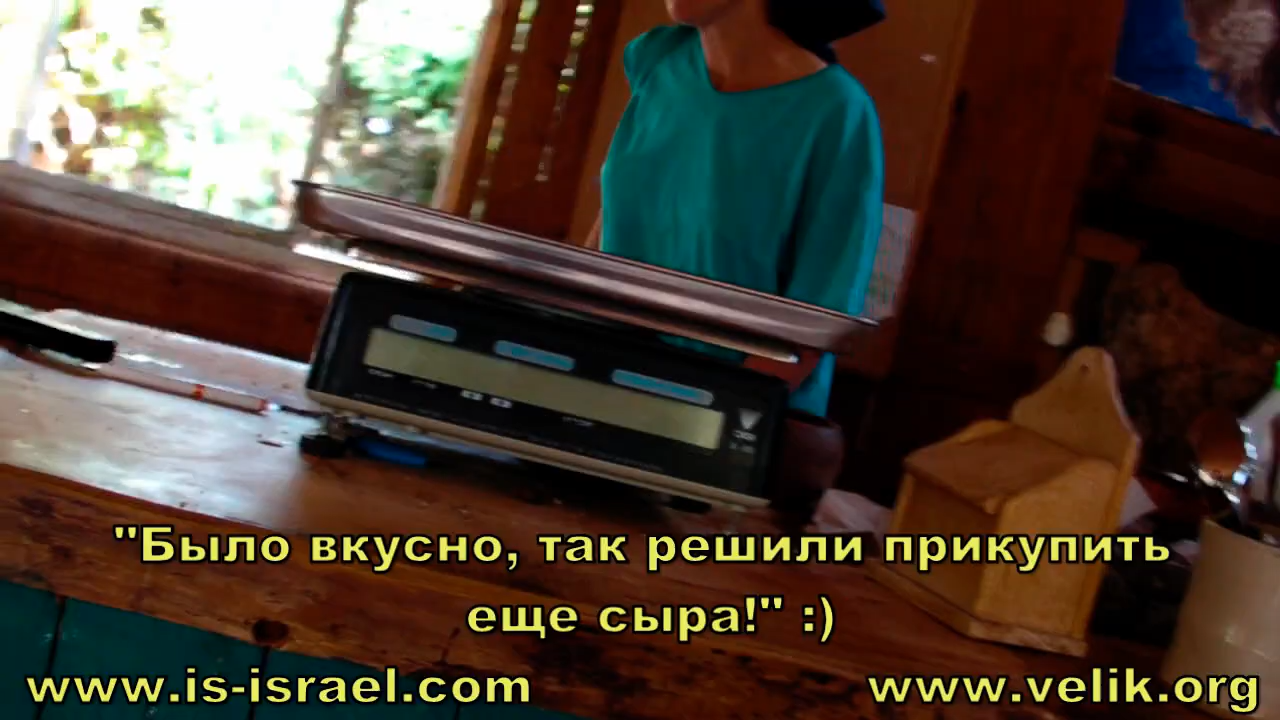 "Было вкусно, так решили прикупить
еще сыра!" :)
www.is-israel.com
www.velik.org